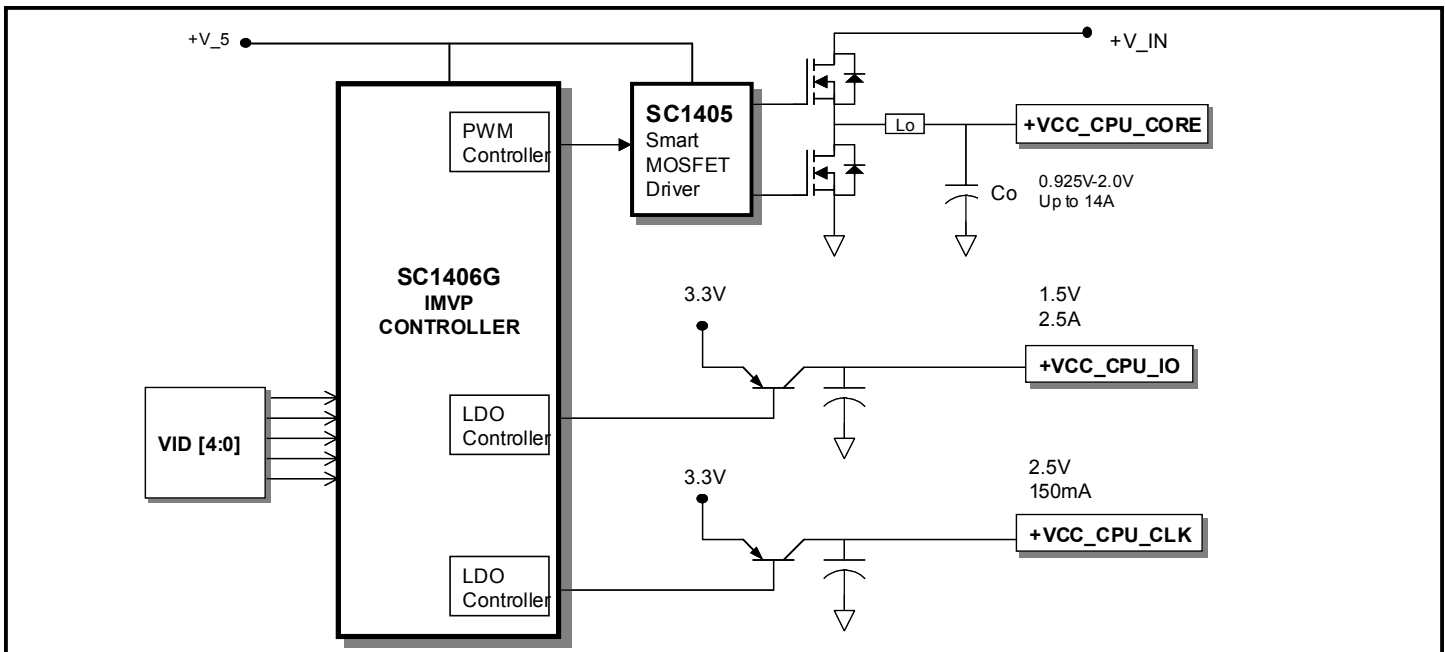 +V_5
+V_IN
PWM
Controller
SC1405
Smart
MOSFET
Driver
Lo
+VCC_CPU_CORE
Co
0.925V-2.0V
Up to 14A
SC1406G
IMVP
CONTROLLER
3.3V
1.5V
2.5A
+VCC_CPU_IO
VID [4:0]
LDO
Controller
3.3V
2.5V
150mA
+VCC_CPU_CLK
LDO
Controller